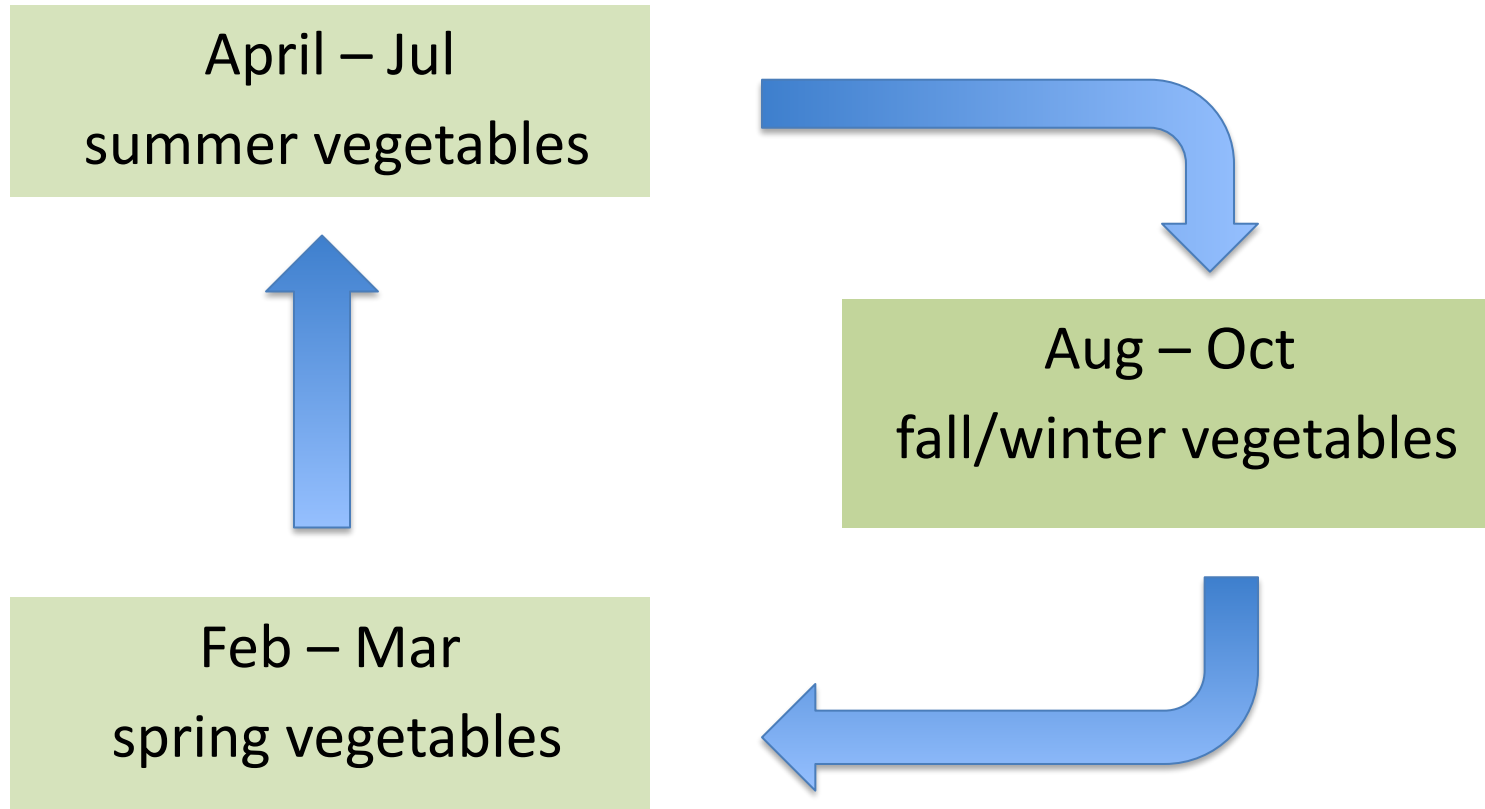 April – Jul
summer vegetables
Aug – Oct
fall/winter vegetables
Feb – Mar
spring vegetables